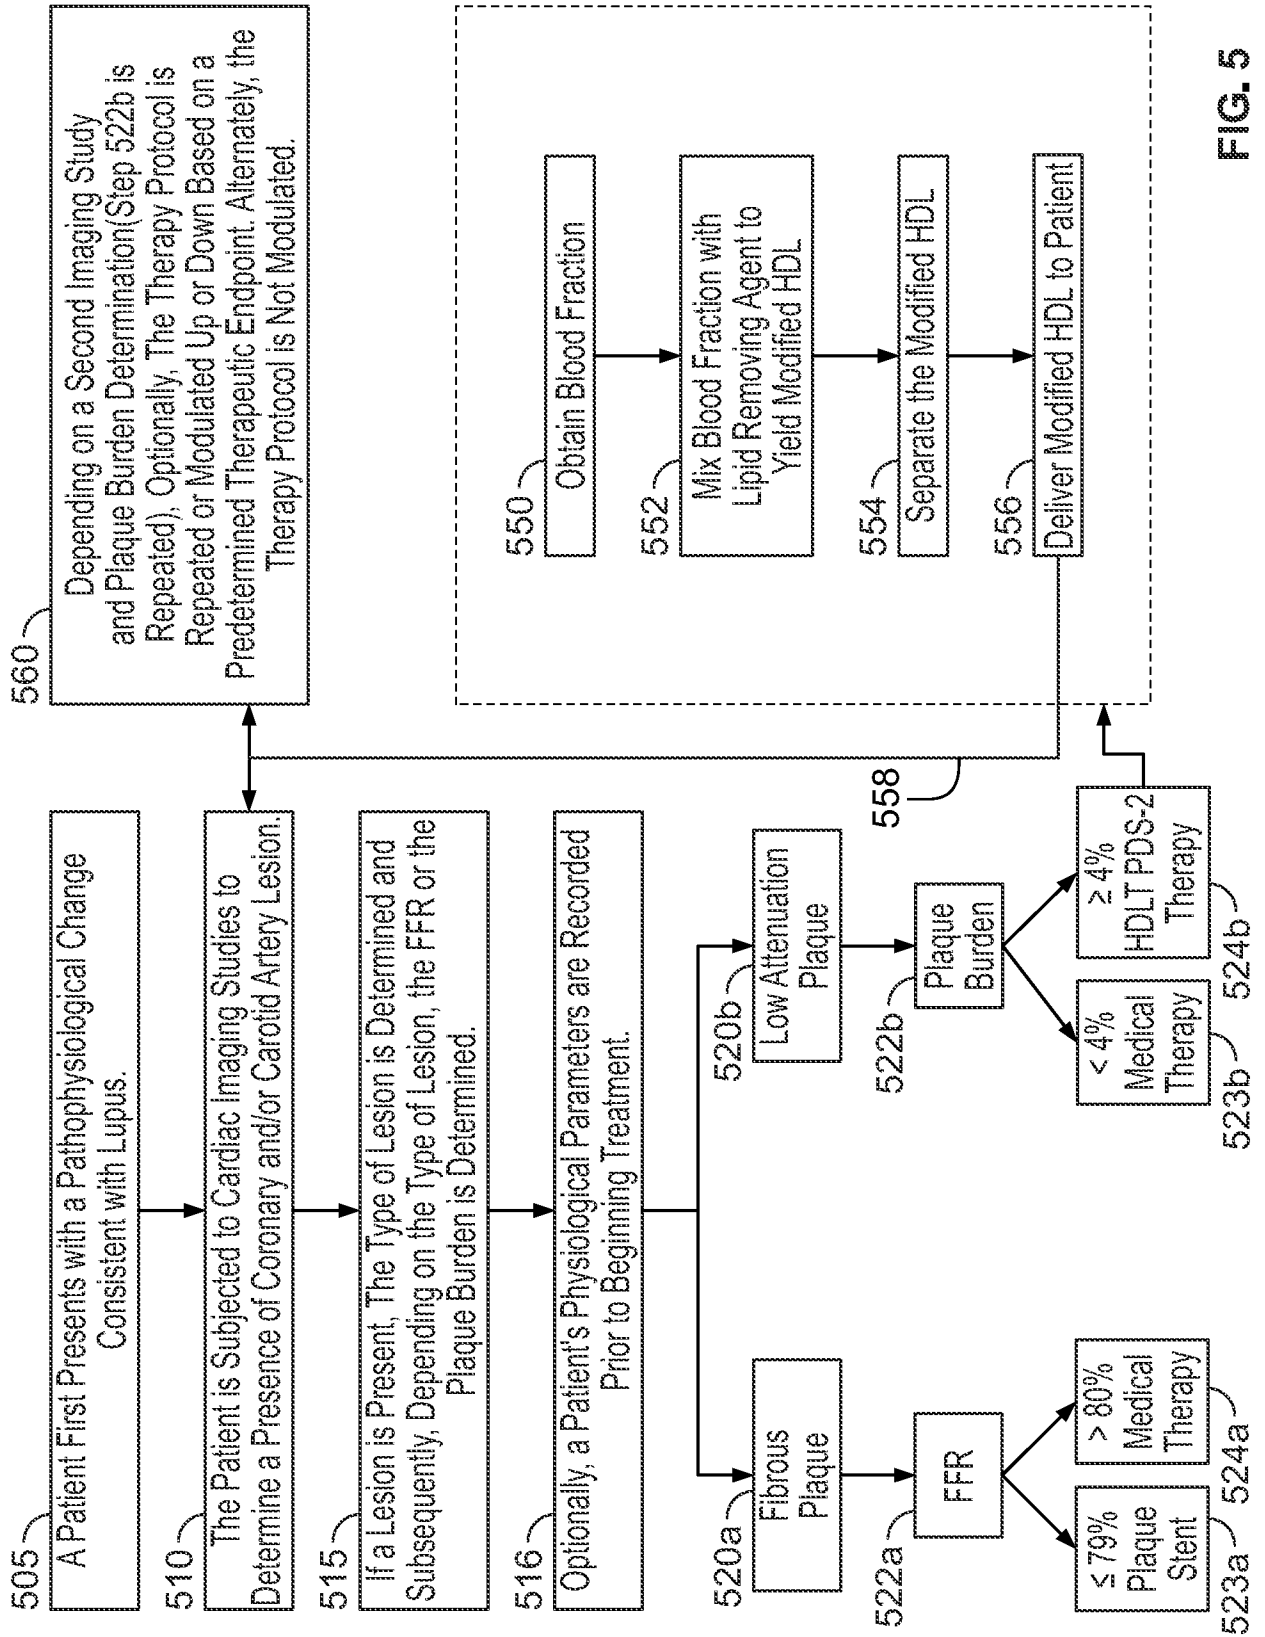 505
A Patient First Presents with a Pathophysiological Change
Consistent with Lupus.
510
The Patient is Subjected to Cardiac Imaging Studies to
Determine a Presence of Coronary and/or Carotid Artery Lesion.
515
If a Lesion is Present, The Type of Lesion is Determined and
Subsequently, Depending on the Type of Lesion, the FFR or the
Plaque Burden is Determined.
516
Optionally, a Patient's Physiological Parameters are Recorded
Prior to Beginning Treatment.
520a
Fibrous
Plaque
522a
FFR
≤ 79%
Plaque
Stent
523a
> 80%
Medical
Therapy
524a
520b
Low Attenuation
Plaque
522b
Plaque
Burden
< 4%
Medical
Therapy
523b
≥ 4%
HDLT PDS-2
Therapy
524b
558
560
Depending on a Second Imaging Study
and Plaque Burden Determination(Step 522b is
Repeated), Optionally, The Therapy Protocol is
Repeated or Modulated Up or Down Based on a
Predetermined Therapeutic Endpoint. Alternately, the
Therapy Protocol is Not Modulated.
550
Obtain Blood Fraction
552
Mix Blood Fraction with
Lipid Removing Agent to
Yield Modified HDL
554
Separate the Modified HDL
556
Deliver Modified HDL to Patient
FIG. 5